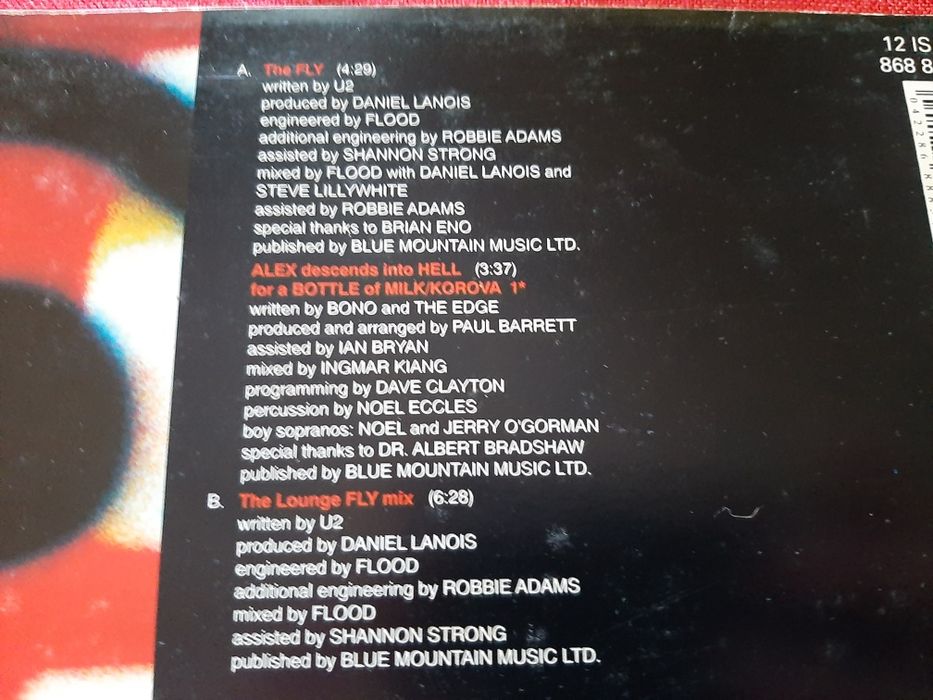 12 IS
868 8
A. The FLY (4:29)
written by U2
produced by DANIEL LANOIS
engineered by FLOOD
additional engineering by ROBBIE ADAMS
assisted by SHANNON STRONG
mixed by FLOOD with DANIEL LANOIS and
STEVE LILLYWHITE
assisted by ROBBIE ADAMS
special thanks to BRIAN ENO
published by BLUE MOUNTAIN MUSIC LTD.
ALEX descends into HELL (3:37)
for a BOTTLE of MILK/KOROVA 1*
written by BONO and THE EDGE
produced and arranged by PAUL BARRETT
assisted by IAN BRYAN
mixed by INGMAR KIANG
programming by DAVE CLAYTON
percussion by NOEL ECCLES
boy sopranos: NOEL and JERRY O'GORMAN
special thanks to DR. ALBERT BRADSHAW
published by BLUE MOUNTAIN MUSIC LTD.
B. The Lounge FLY mix (6:28)
written by U2
produced by DANIEL LANOIS
engineered by FLOOD
additional engineering by ROBBIE ADAMS
mixed by FLOOD
assisted by SHANNON STRONG
published by BLUE MOUNTAIN MUSIC LTD.